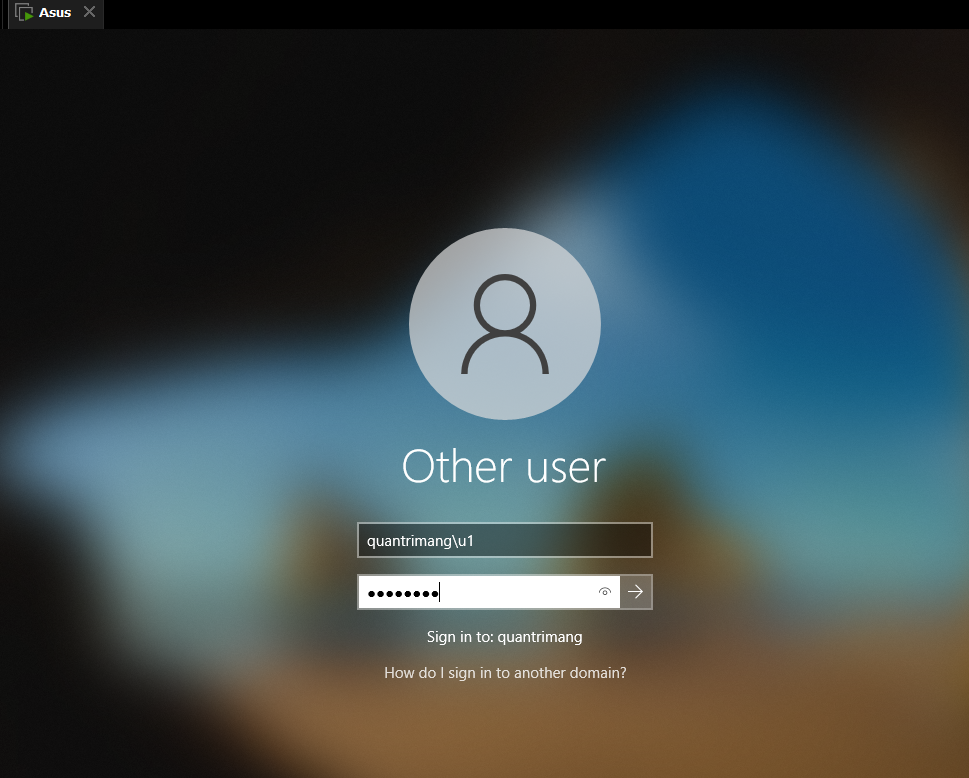 Asus
Other user
quantrimang\u1
••••••••
Sign in to: quantrimang
How do I sign in to another domain?